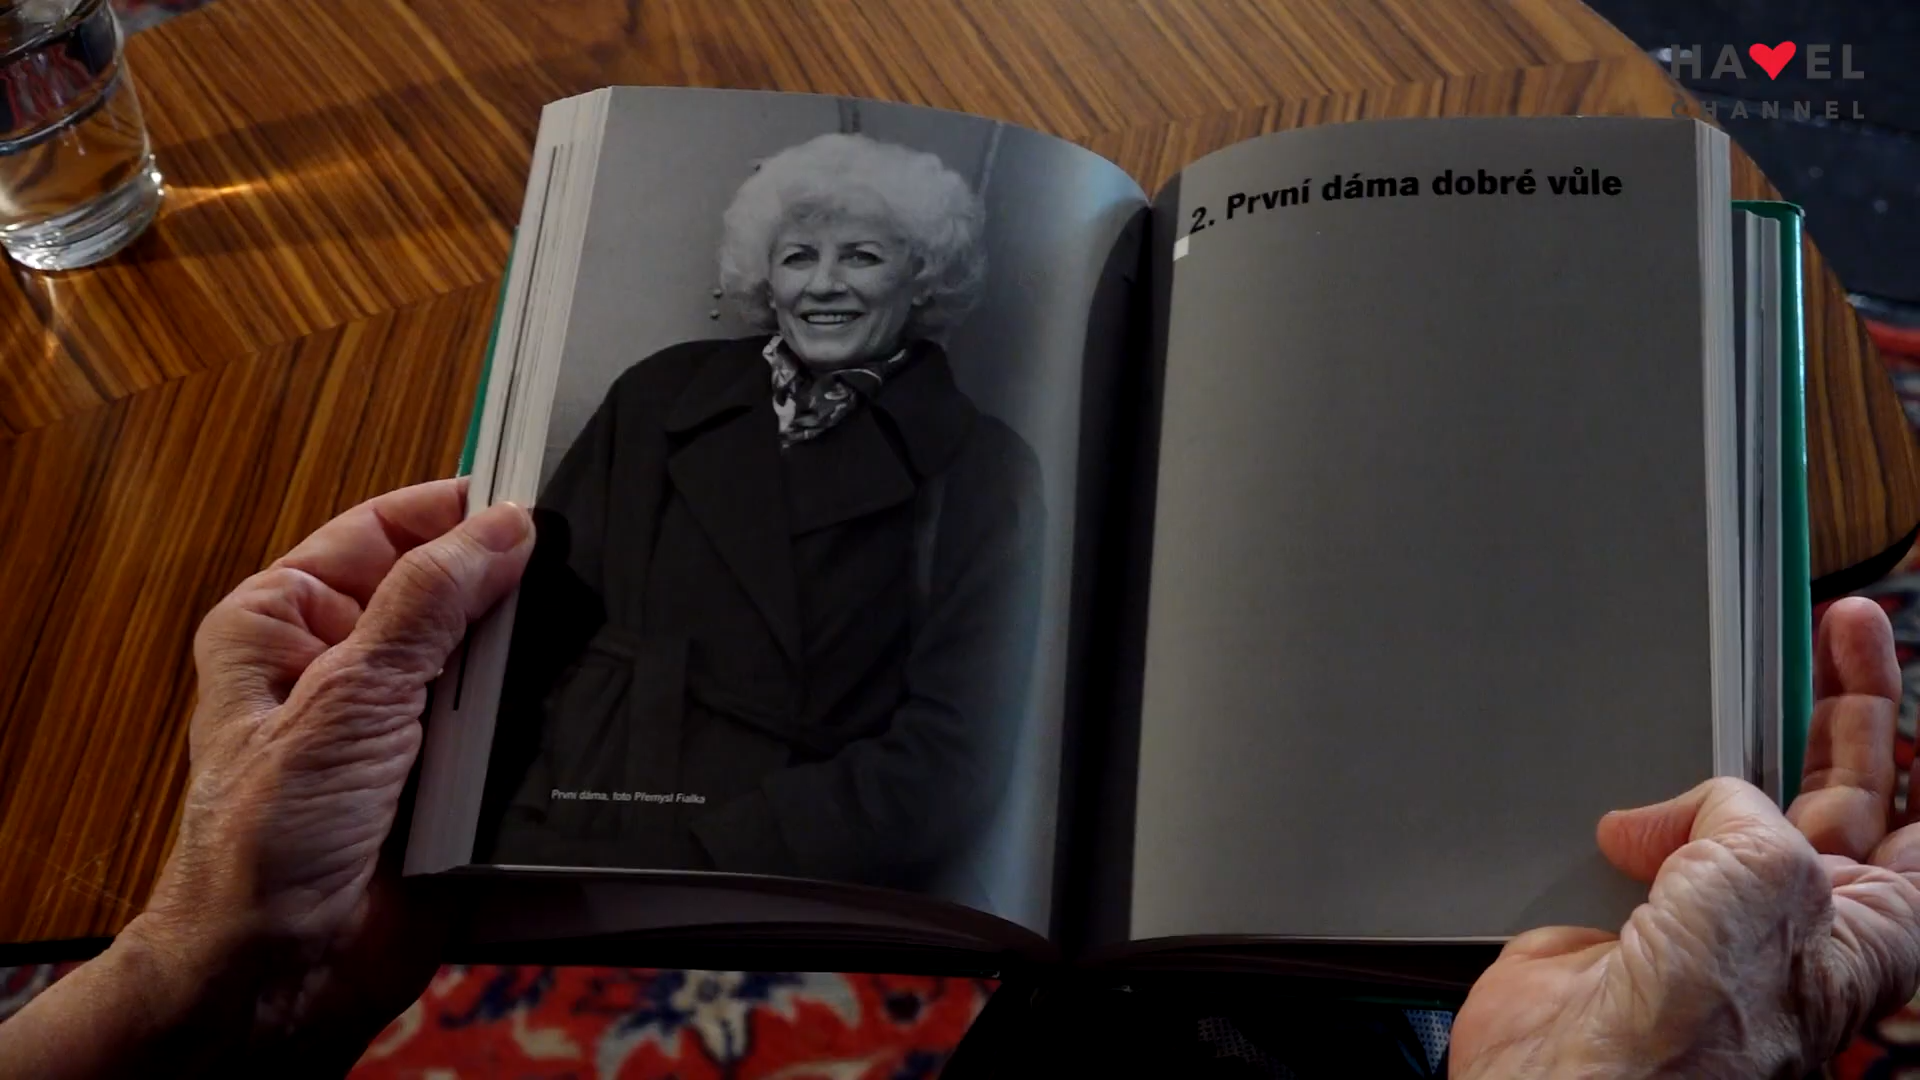 HAVEL
CHANNEL
2. První dáma dobré vůle
První dáma, foto Přemysl Fialka